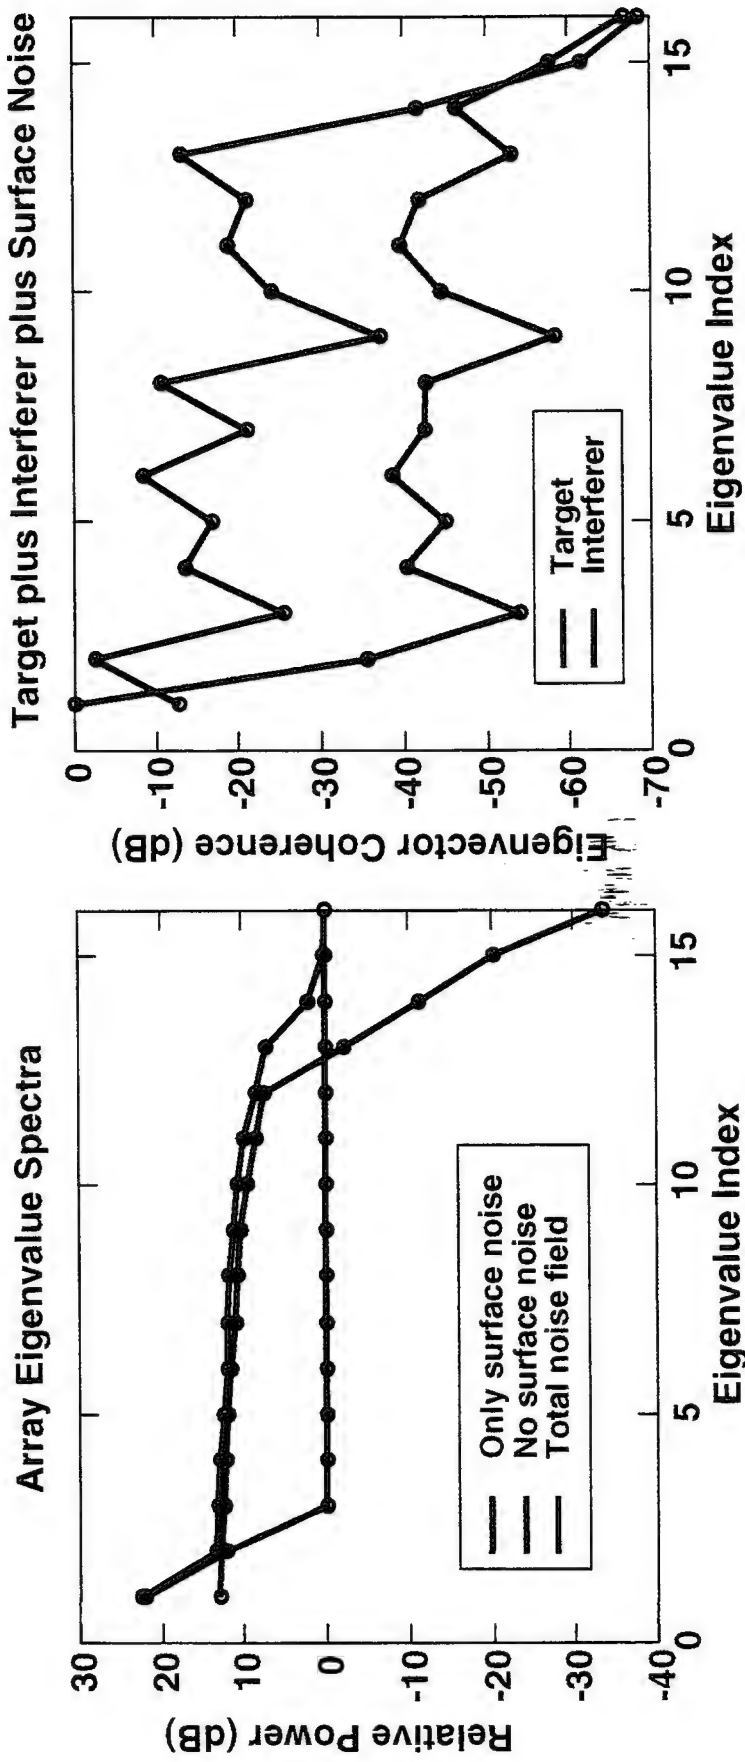 Array Eigenvalue Spectra
Relative Power (dB)
30
20
10
0
-10
-20
-30
-40
0
5
10
15
Eigenvalue Index
Only surface noise
No surface noise
Total noise field
Target plus Interferer plus Surface Noise
Eigenvector Coherence (dB)
0
-10
-20
-30
-40
-50
-60
-70
0
5
10
15
Eigenvalue Index
Target
Interferer